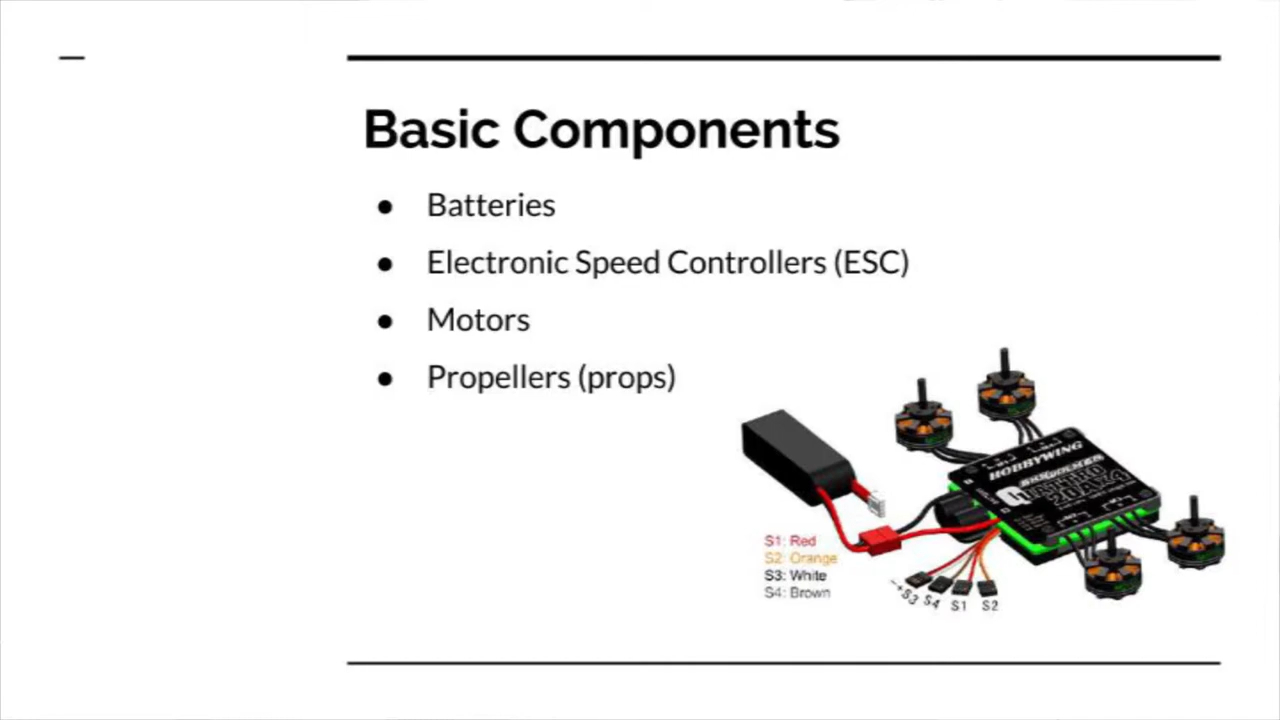 Basic Components
● Batteries
● Electronic Speed Controllers (ESC)
● Motors
● Propellers (props)
HOBBYWING
S1: Red
S2: Orange
S3: White
S4: Brown
-+S3 S4 S1 S2